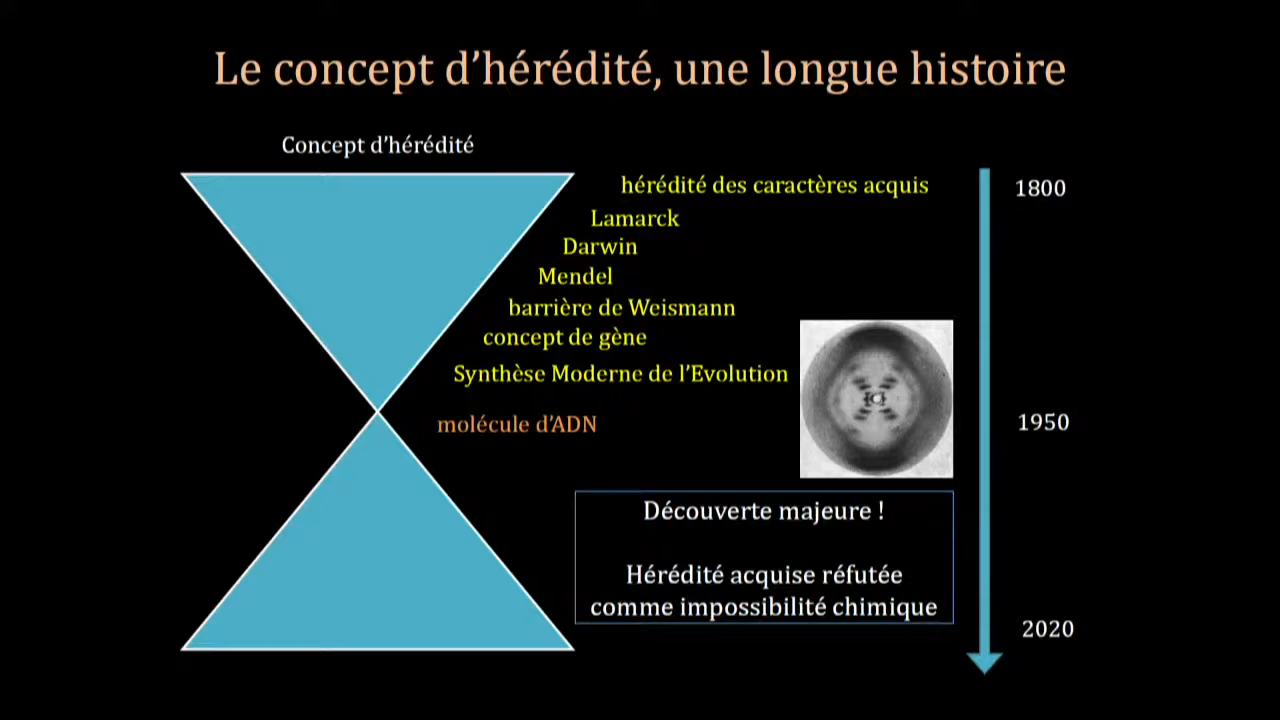 Le concept d’hérédité, une longue histoire
Concept d’hérédité
hérédité des caractères acquis
1800
Lamarck
Darwin
Mendel
barrière de Weismann
concept de gène
Synthèse Moderne de l’Evolution
molécule d’ADN
1950
Découverte majeure !
Hérédité acquise réfutée
comme impossibilité chimique
2020